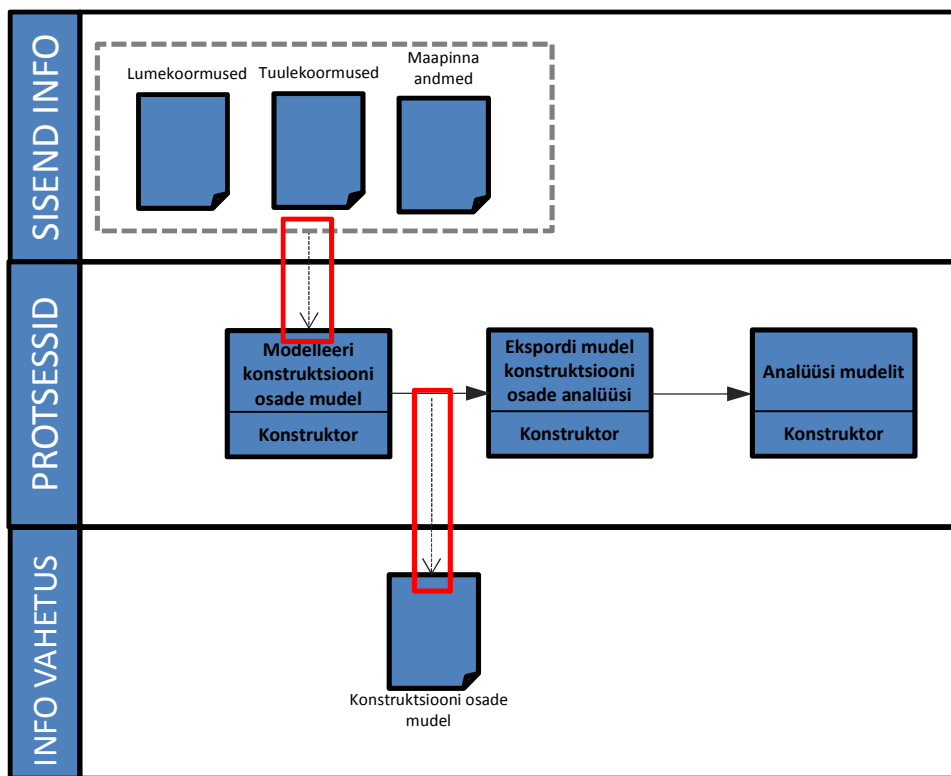 SISEND INFO
Lumekoormused
Tuulekoormused
Maapinna
andmed
PROTSESSID
Modelleeri
konstruktsiooni
osade mudel
Konstruktor
Ekspordi mudel
konstruktsiooni
osade analüüsi
Konstruktor
Analüüsi mudelit
Konstruktor
INFO VAHETUS
Konstruktsiooni osade
mudel